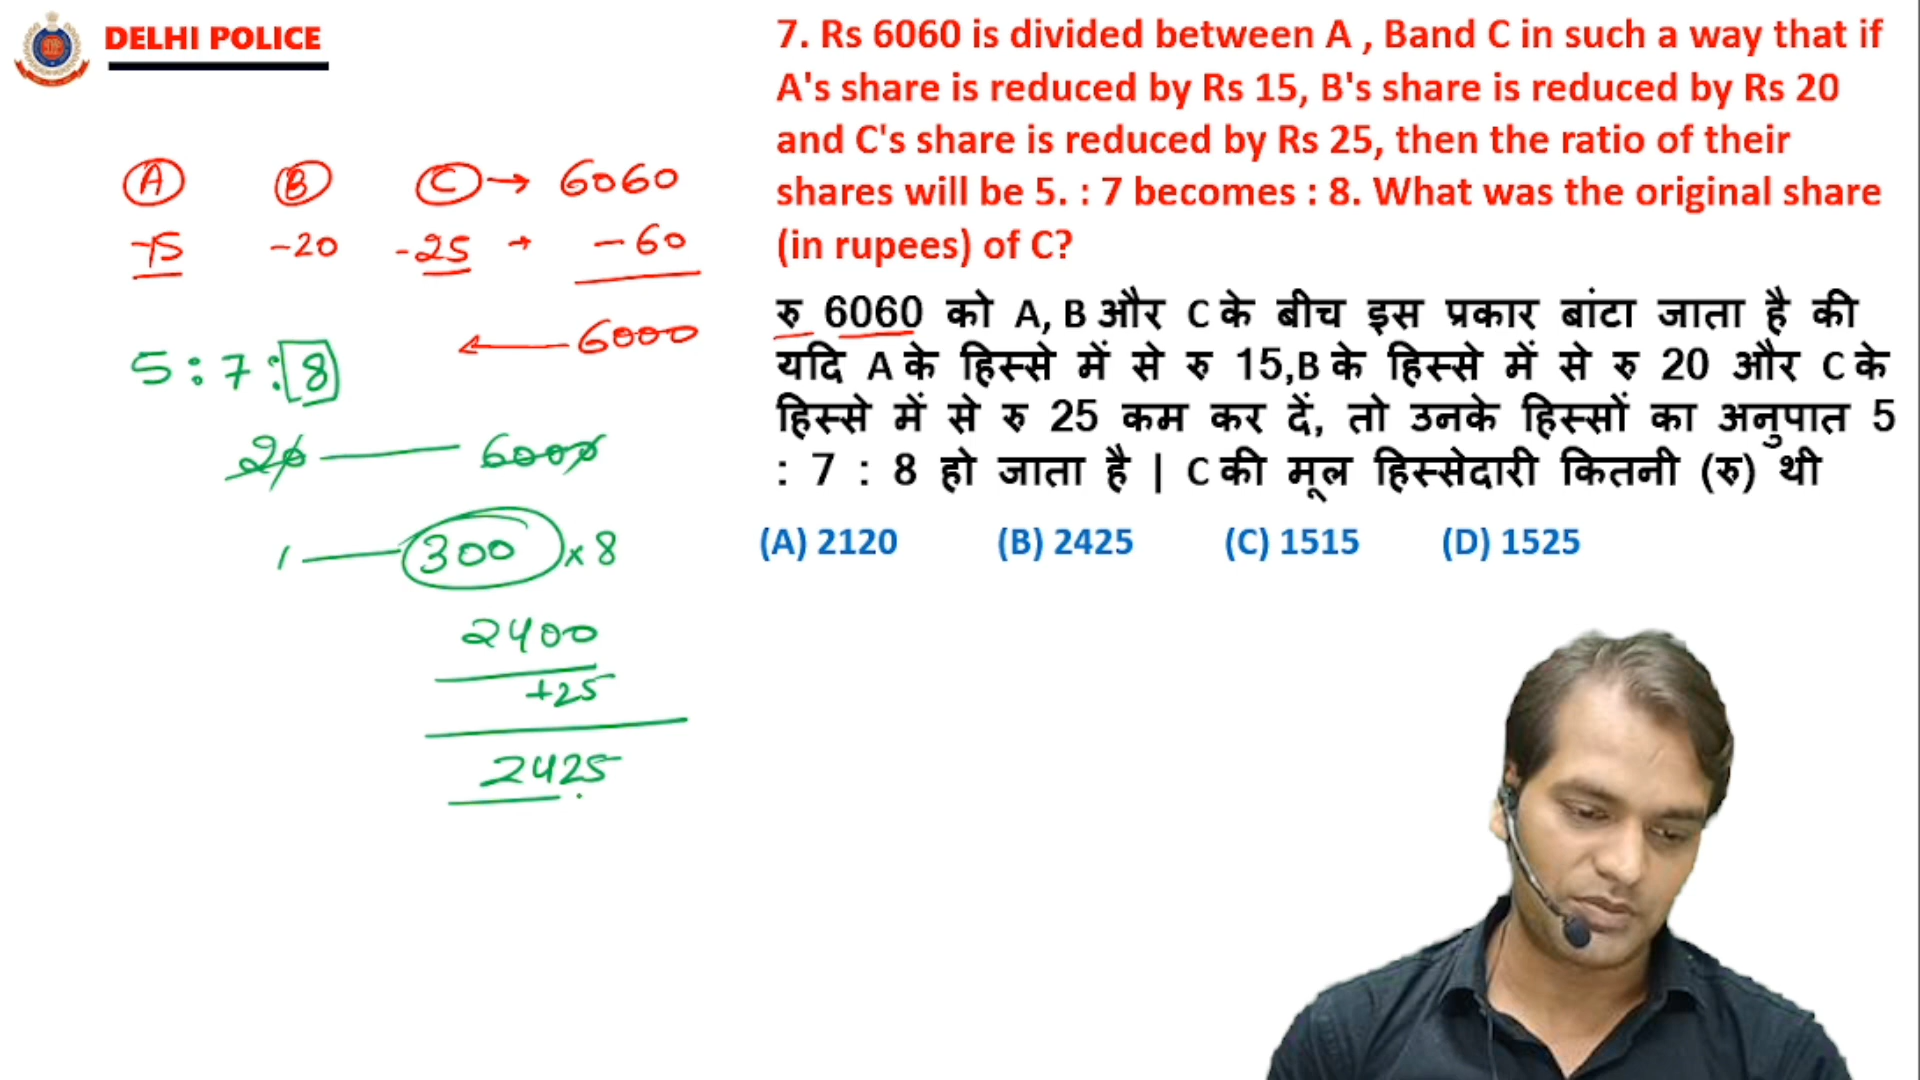 DELHI POLICE
7. Rs 6060 is divided between A , Band C in such a way that if
A's share is reduced by Rs 15, B's share is reduced by Rs 20
and C's share is reduced by Rs 25, then the ratio of their
shares will be 5. : 7 becomes : 8. What was the original share
(in rupees) of C?
रु 6060 को A, B और C के बीच इस प्रकार बांटा जाता है की
यदि A के हिस्से में से रु 15,B के हिस्से में से रु 20 और C के
हिस्से में से रु 25 कम कर दें, तो उनके हिस्सों का अनुपात 5
: 7 : 8 हो जाता है | C की मूल हिस्सेदारी कितनी (रु) थी
(A) 2120 (B) 2425 (C) 1515 (D) 1525
A B C → 6060
-15 -20 -25 → -60
← 6000
5 : 7 : 8
20 — 6000
1 — 300 × 8
2400
+25
2425